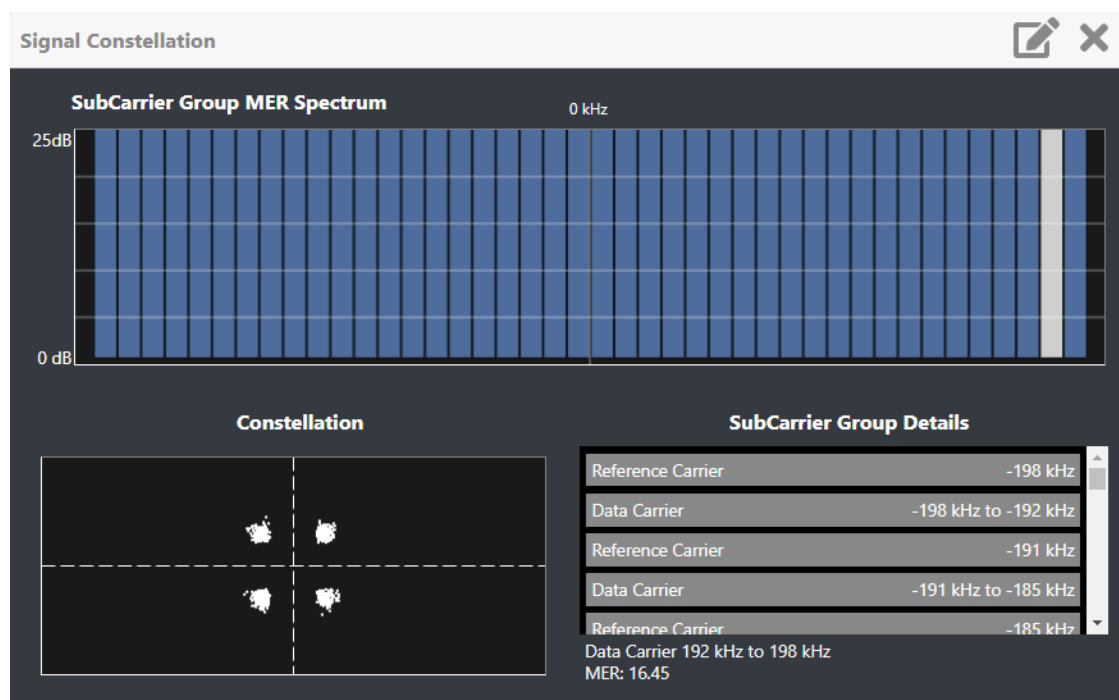 Signal Constellation
SubCarrier Group MER Spectrum
0 kHz
25dB
0 dB
Constellation
SubCarrier Group Details
Reference Carrier -198 kHz
Data Carrier -198 kHz to -192 kHz
Reference Carrier -191 kHz
Data Carrier -191 kHz to -185 kHz
Reference Carrier -185 kHz
Data Carrier 192 kHz to 198 kHz
MER: 16.45